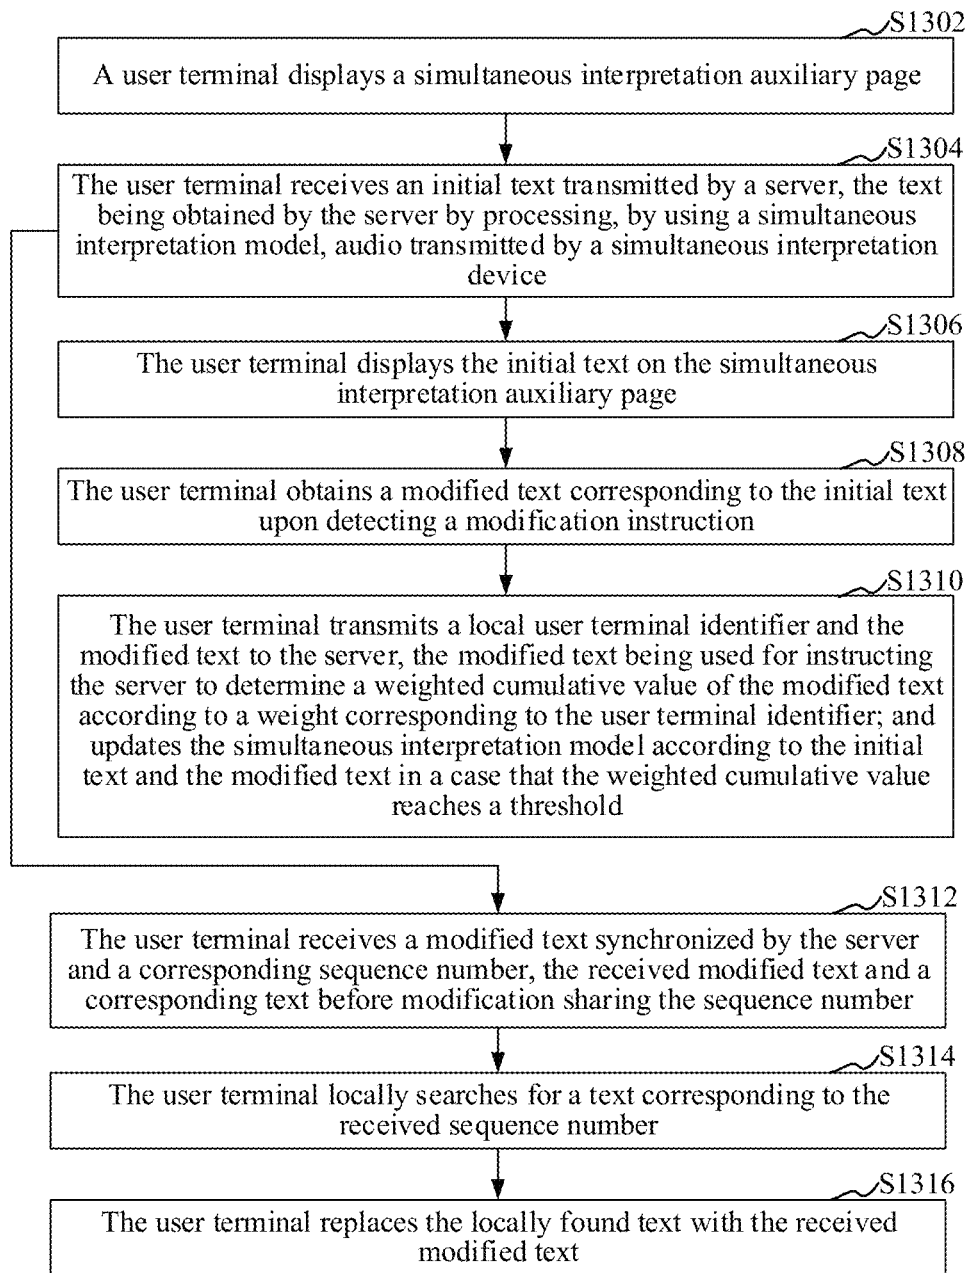 S1302
A user terminal displays a simultaneous interpretation auxiliary page
S1304
The user terminal receives an initial text transmitted by a server, the text
being obtained by the server by processing, by using a simultaneous
interpretation model, audio transmitted by a simultaneous interpretation
device
S1306
The user terminal displays the initial text on the simultaneous
interpretation auxiliary page
S1308
The user terminal obtains a modified text corresponding to the initial text
upon detecting a modification instruction
S1310
The user terminal transmits a local user terminal identifier and the
modified text to the server, the modified text being used for instructing
the server to determine a weighted cumulative value of the modified text
according to a weight corresponding to the user terminal identifier; and
updates the simultaneous interpretation model according to the initial
text and the modified text in a case that the weighted cumulative value
reaches a threshold
S1312
The user terminal receives a modified text synchronized by the server
and a corresponding sequence number, the received modified text and a
corresponding text before modification sharing the sequence number
S1314
The user terminal locally searches for a text corresponding to the
received sequence number
S1316
The user terminal replaces the locally found text with the received
modified text